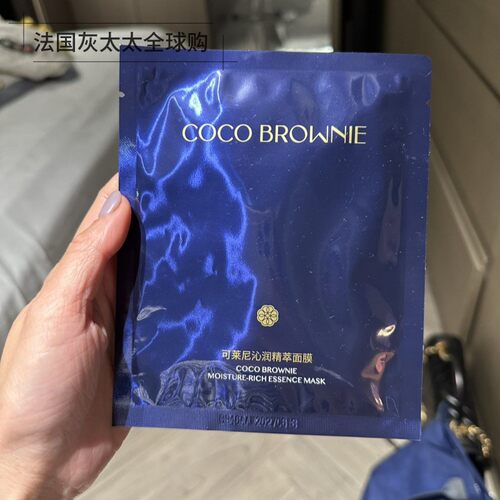 法国灰太太全球购
COCO BROWNIE
可莱尼沁润精萃面膜
COCO BROWNIE
MOISTURE-RICH ESSENCE MASK
20270613